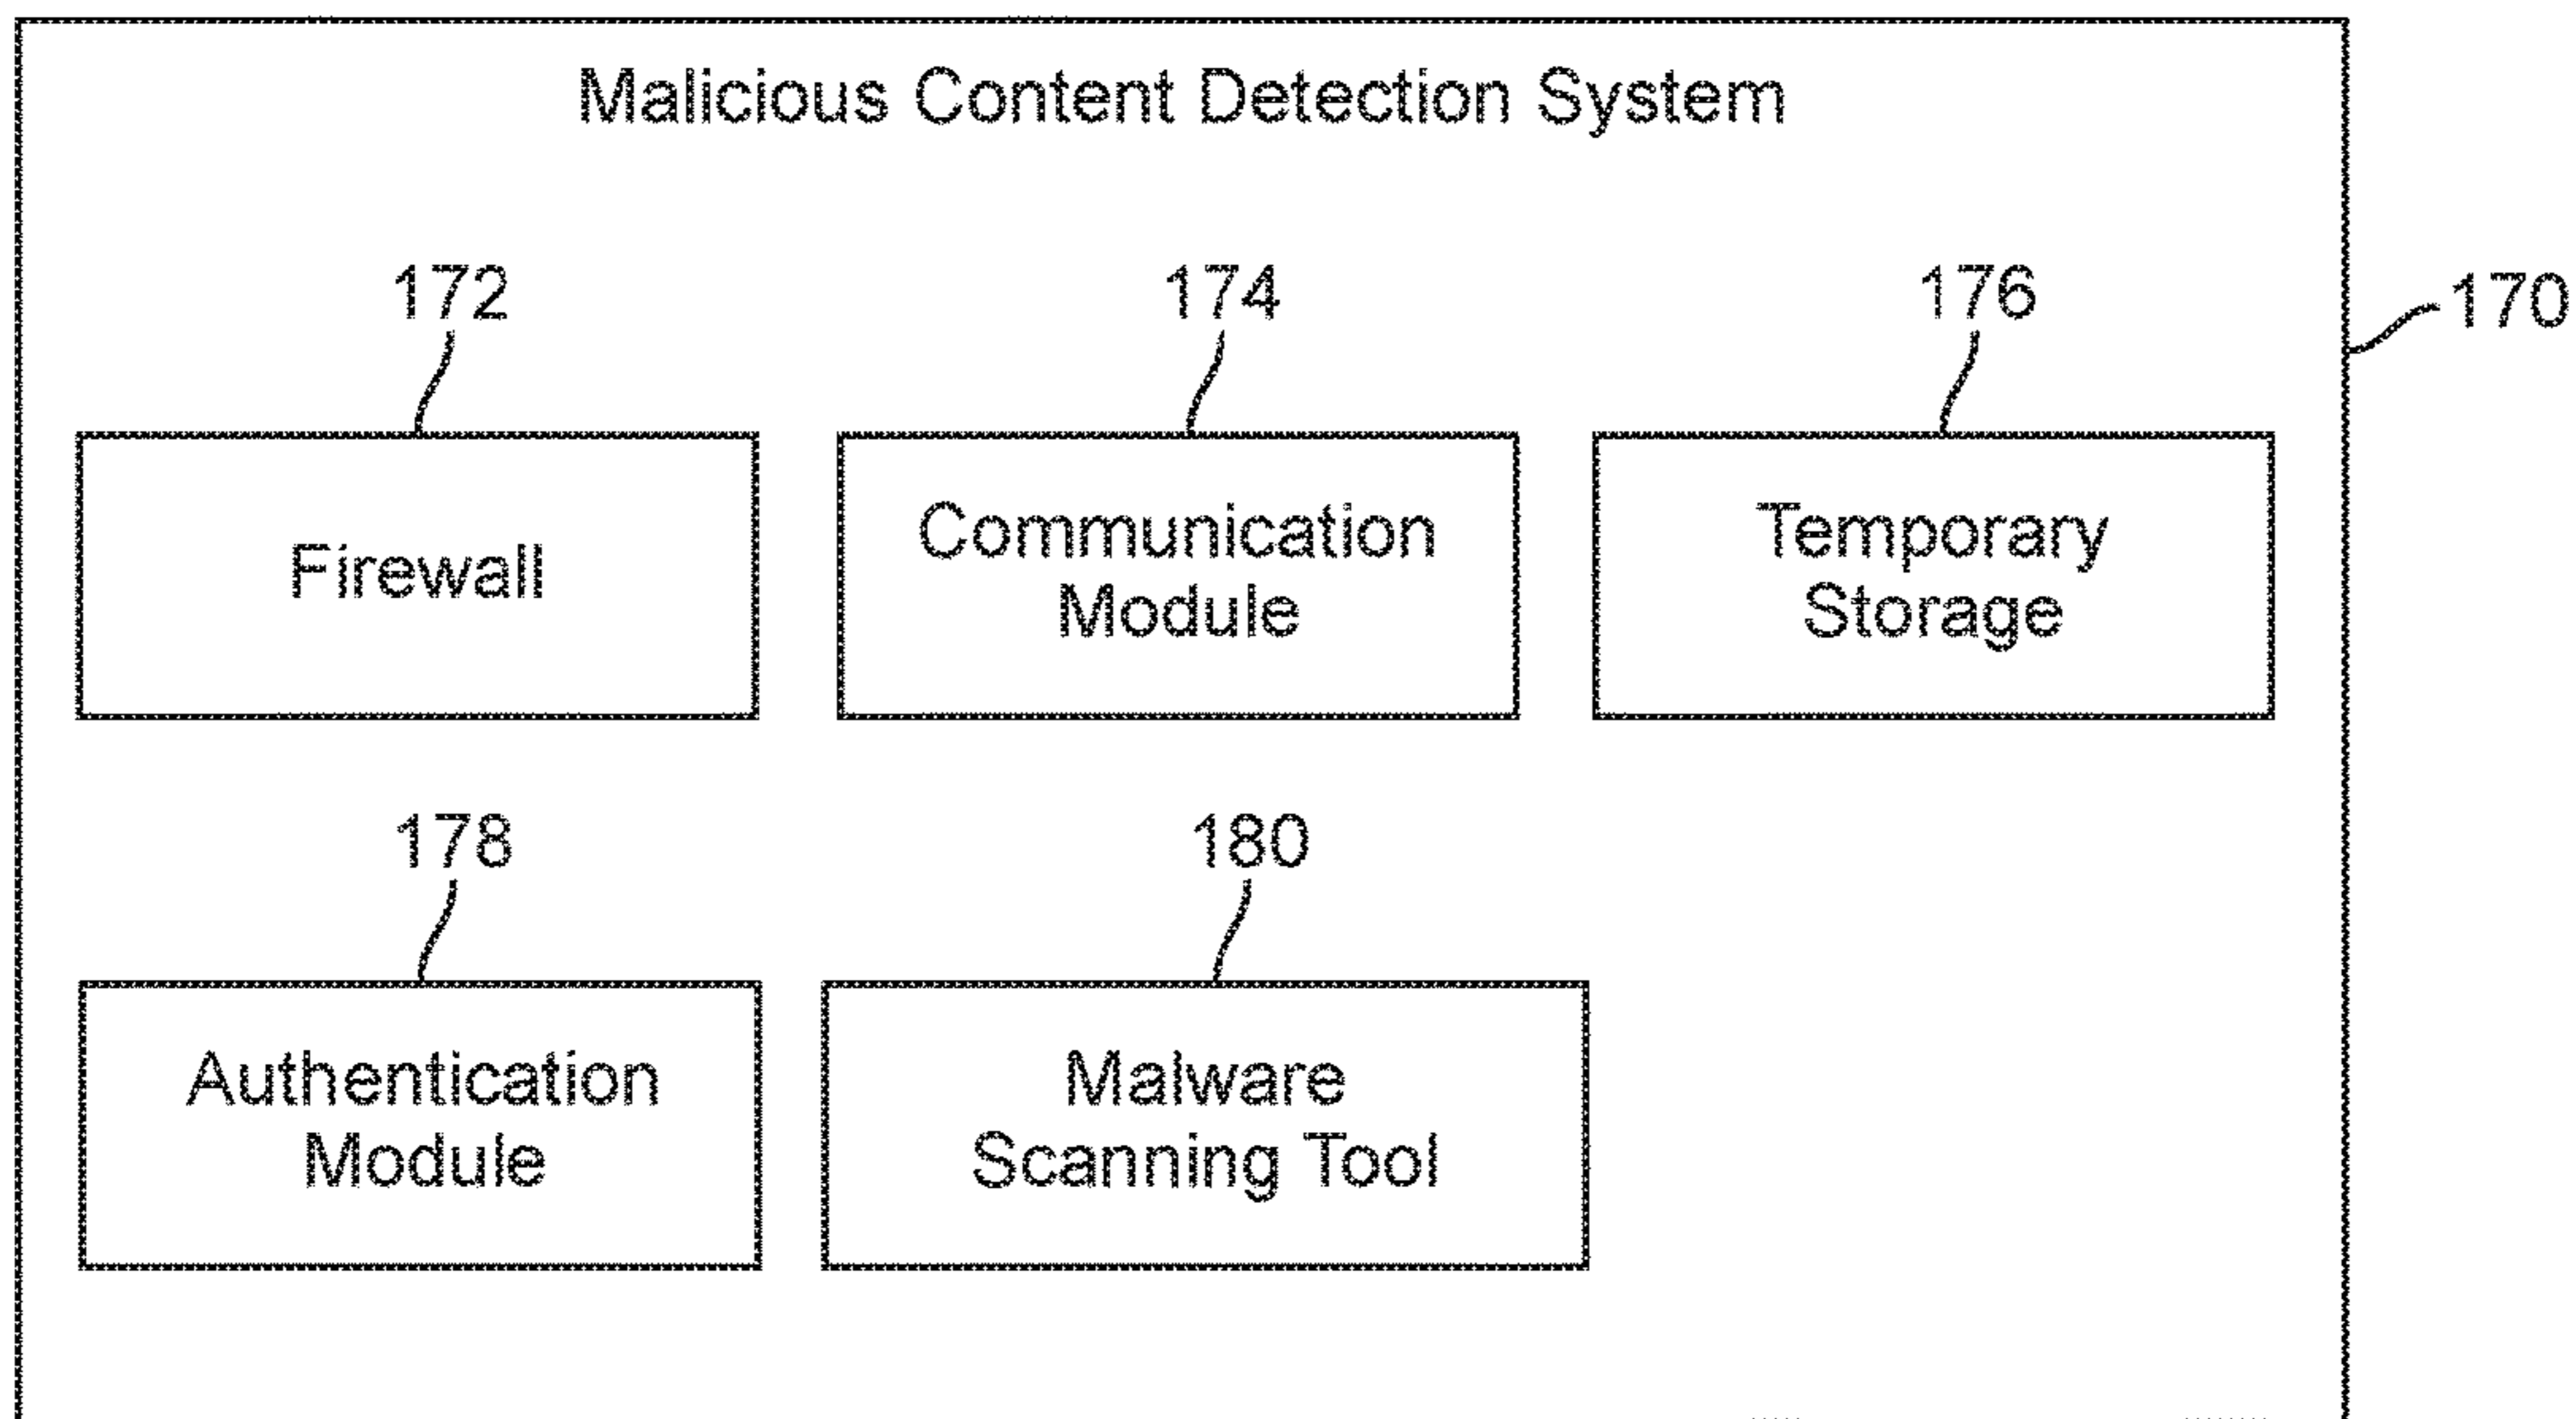 Malicious Content Detection System
172
174
176
170
Firewall
Communication
Module
Temporary
Storage
178
180
Authentication
Module
Malware
Scanning Tool